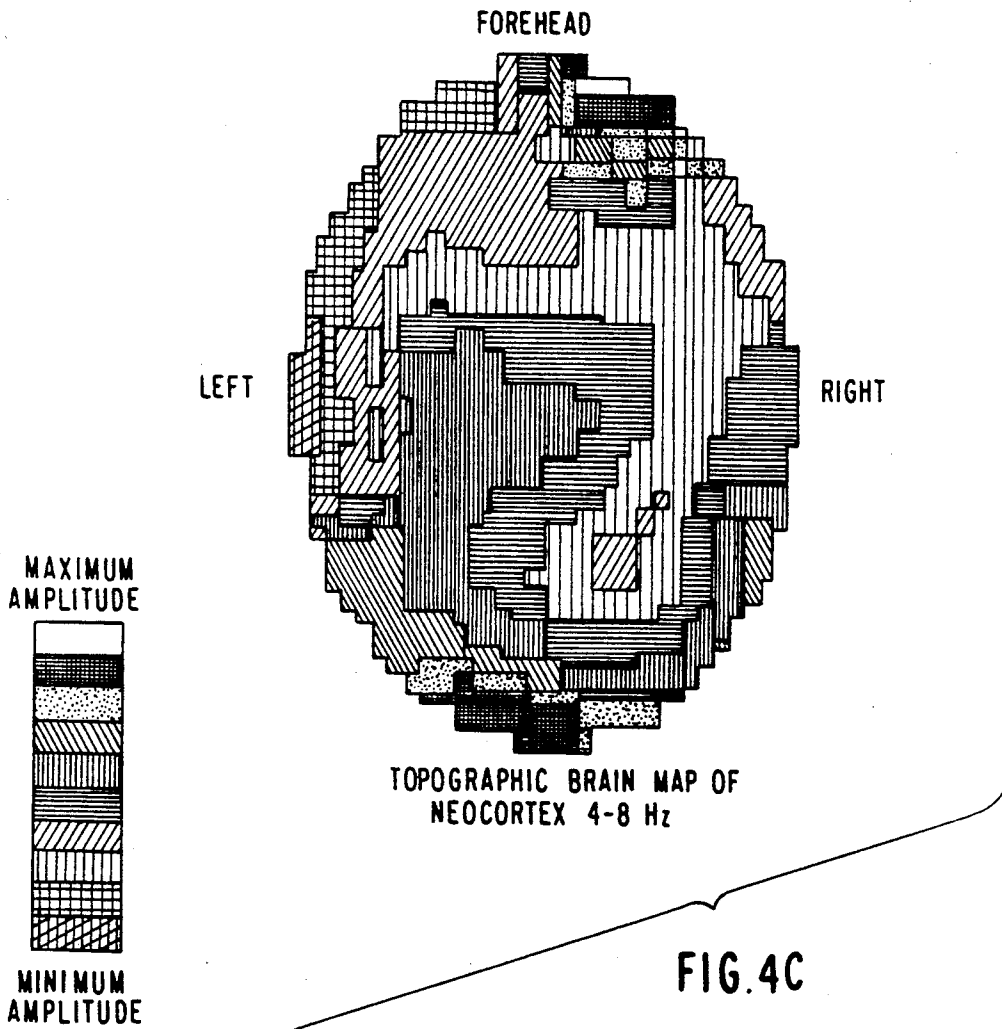 FOREHEAD
LEFT
RIGHT
MAXIMUM
AMPLITUDE
TOPOGRAPHIC BRAIN MAP OF
NEOCORTEX 4-8 Hz
MINIMUM
AMPLITUDE
FIG.4C